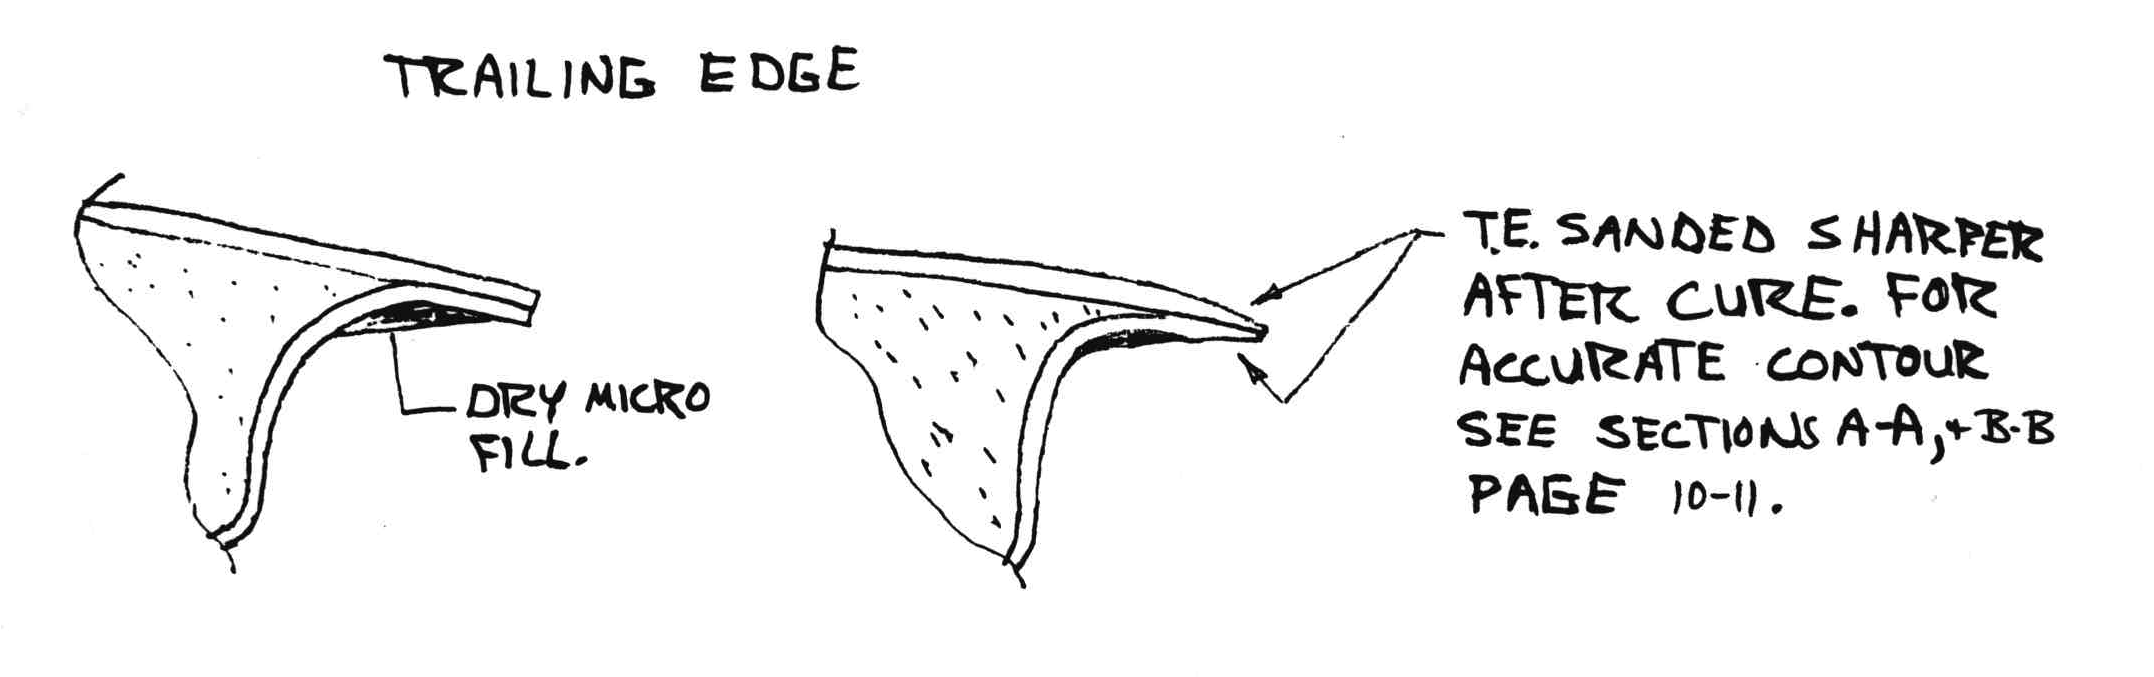 TRAILING EDGE
DRY MICRO
FILL.
T.E. SANDED SHARPER
AFTER CURE. FOR
ACCURATE CONTOUR
SEE SECTIONS A-A, + B-B
PAGE 10-11.